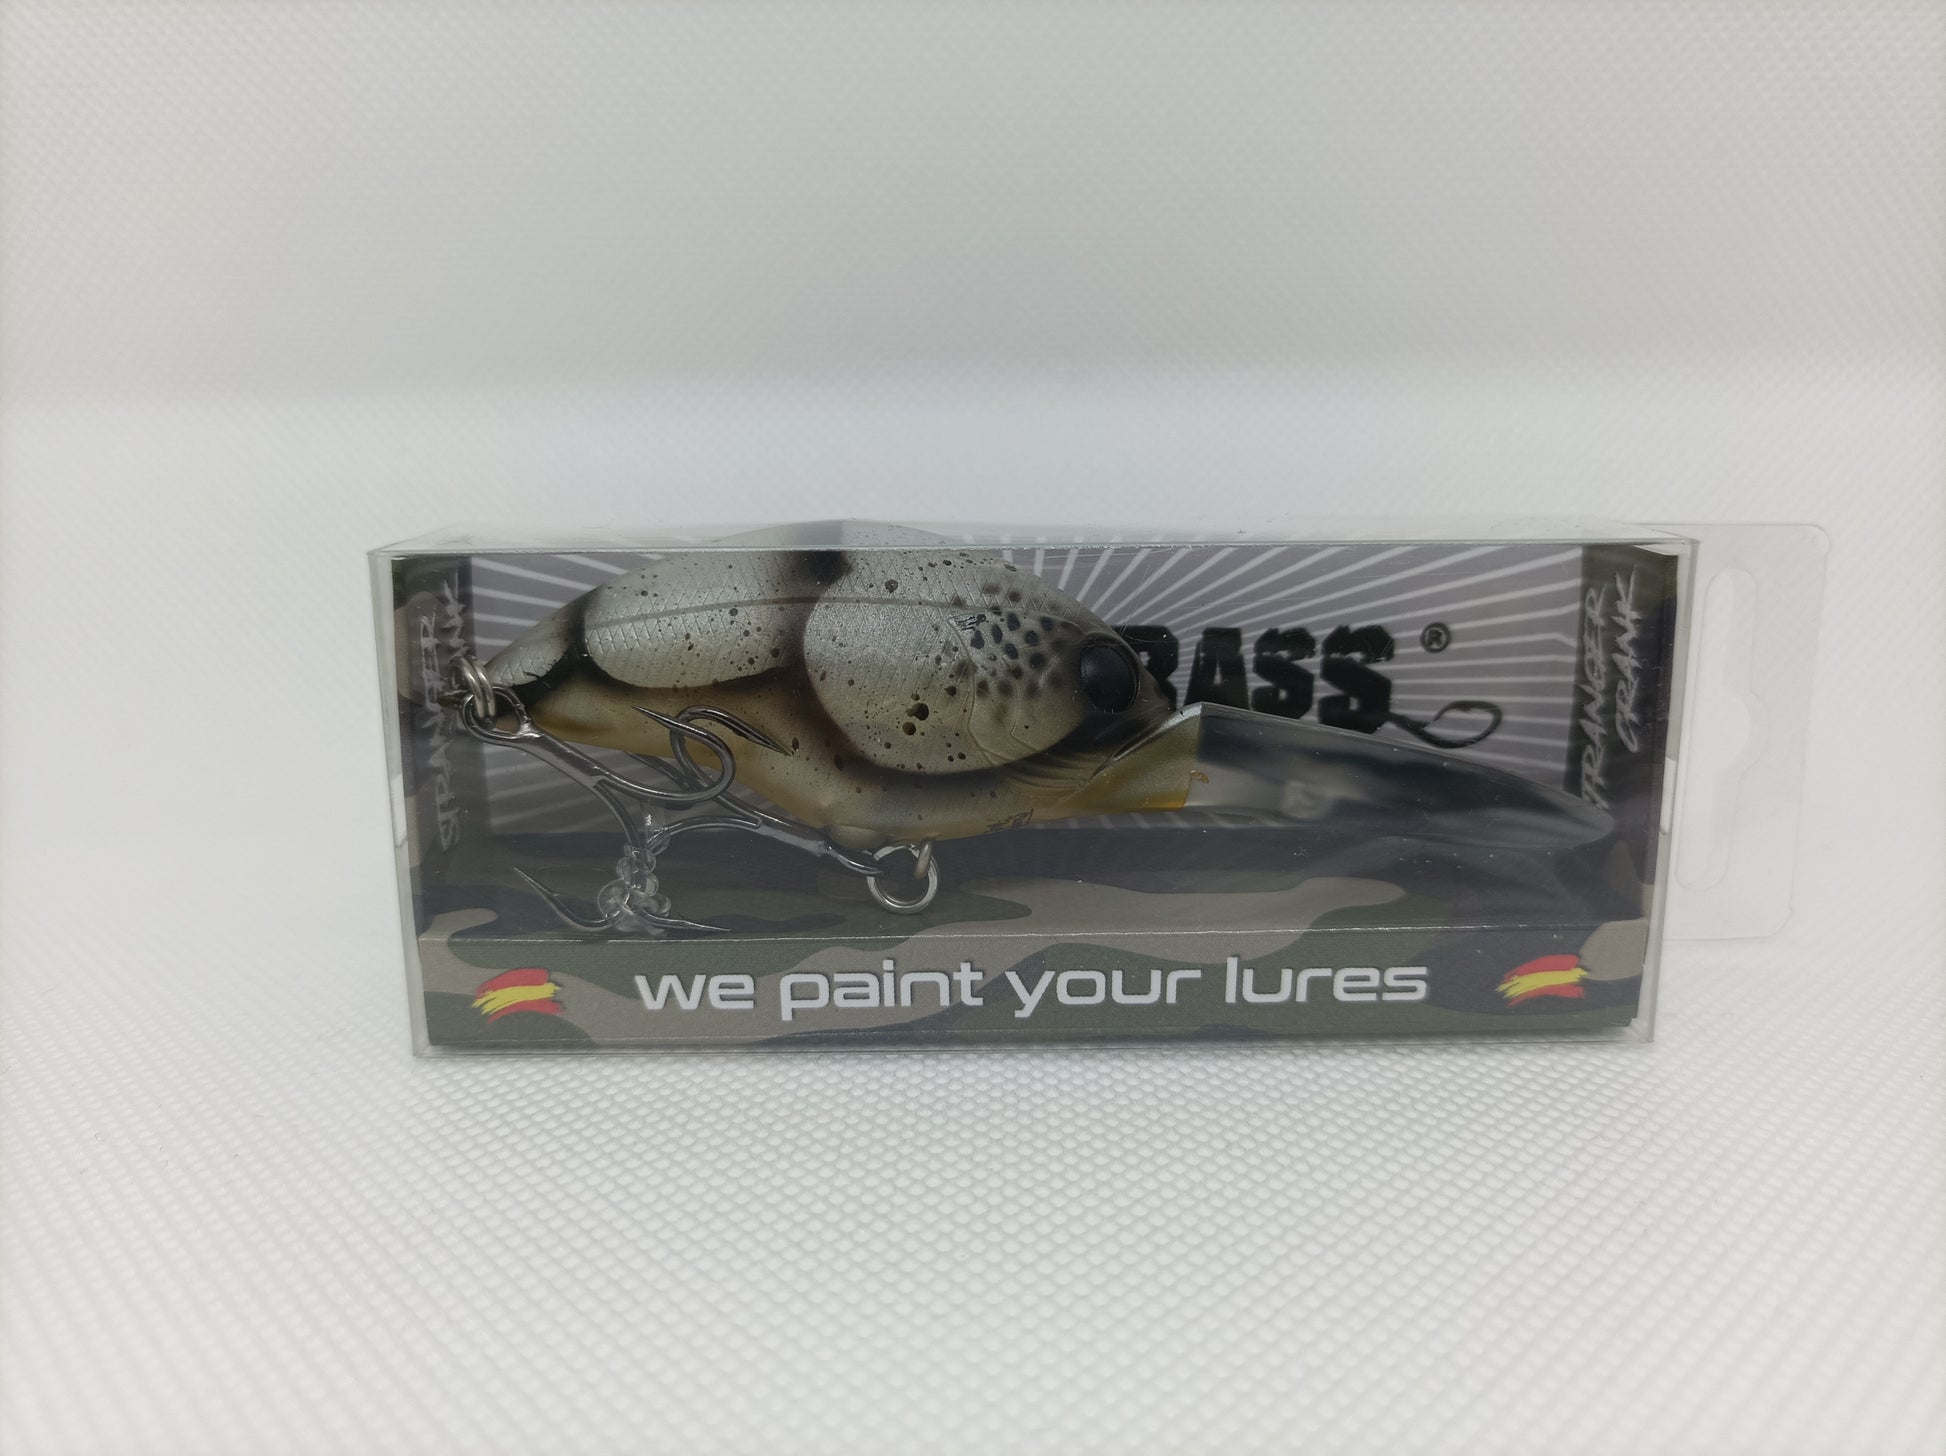 STRANGER
CRANK
BASS ®
STRANGER
CRANK
we paint your lures